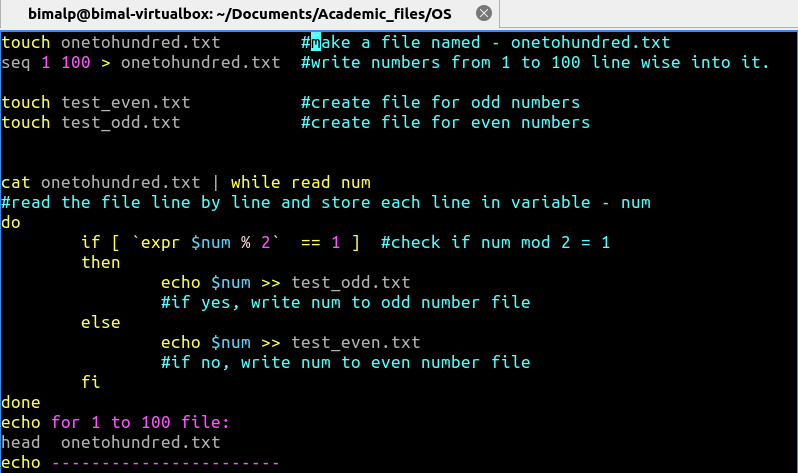 bimalp@bimal-virtualbox: ~/Documents/Academic_files/OS
touch onetohundred.txt        #make a file named - onetohundred.txt
seq 1 100 > onetohundred.txt  #write numbers from 1 to 100 line wise into it.
touch test_even.txt           #create file for odd numbers
touch test_odd.txt            #create file for even numbers
cat onetohundred.txt | while read num
#read the file line by line and store each line in variable - num
do
        if [ `expr $num % 2`  == 1 ]  #check if num mod 2 = 1
        then
                echo $num >> test_odd.txt
                #if yes, write num to odd number file
        else
                echo $num >> test_even.txt
                #if no, write num to even number file
        fi
done
echo for 1 to 100 file:
head  onetohundred.txt
echo -----------------------